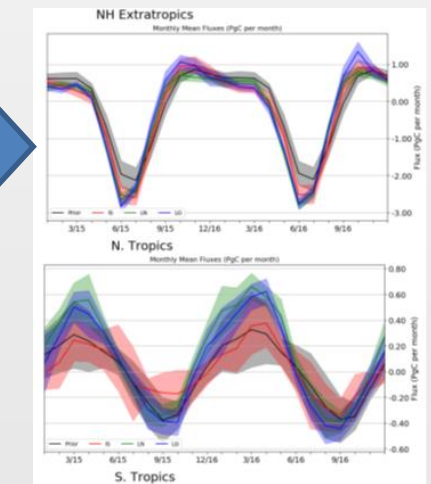 NH Extratropics
Monthly Mean Fluxes (PgC per month)
1.00
0.00
-1.00
-2.00
-3.00
Flux (PgC per month)
Prior IS LN LG
3/15 6/15 9/15 12/16 3/16 6/16 9/16
N. Tropics
Monthly Mean Fluxes (PgC per month)
0.80
0.60
0.40
0.20
0.00
-0.20
-0.40
-0.60
Flux (PgC per month)
Prior IS LN LG
3/15 6/15 9/15 12/16 3/16 6/16 9/16
S. Tropics